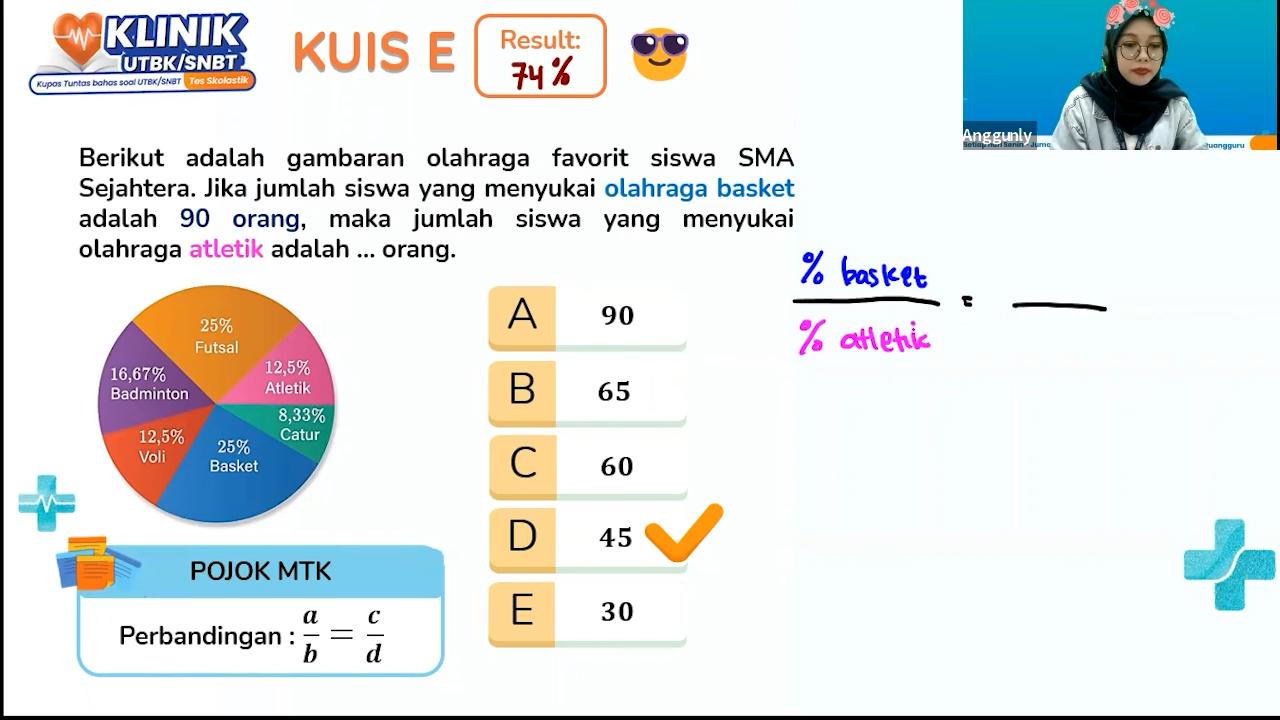 KLINIK
UTBK/SNBT
Kupas Tuntas bahas soal UTBK/SNBT Tes Skolastik
KUIS E
Result:
74%
Anggunly
Berikut adalah gambaran olahraga favorit siswa SMA
Sejahtera. Jika jumlah siswa yang menyukai olahraga basket
adalah 90 orang, maka jumlah siswa yang menyukai
olahraga atletik adalah ... orang.
25%
Futsal
12,5%
Atletik
8,33%
Catur
25%
Basket
12,5%
Voli
16,67%
Badminton
A 90
B 65
C 60
D 45
E 30
% basket
=
% atletik
POJOK MTK
Perbandingan : a/b = c/d